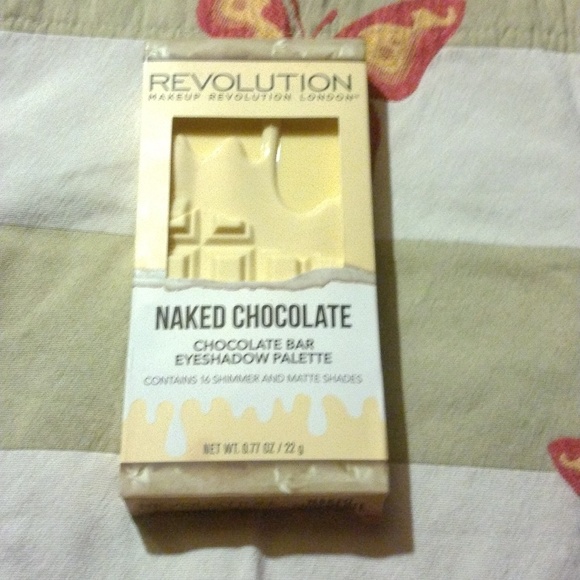 REVOLUTION
MAKEUP REVOLUTION LONDON
NAKED CHOCOLATE
CHOCOLATE BAR
EYESHADOW PALETTE
CONTAINS 16 SHIMMER AND MATTE SHADES
NET WT. 0.77 OZ / 22 g